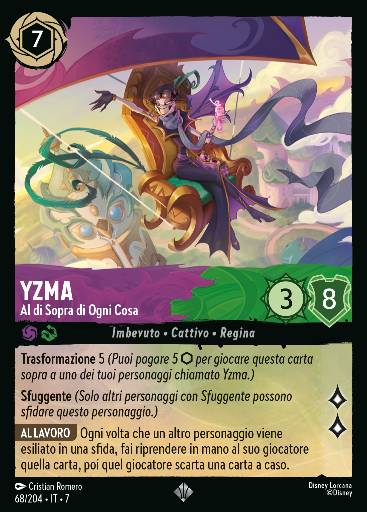 7
YZMA
Al di Sopra di Ogni Cosa
3
8
Imbevuto • Cattivo • Regina
Trasformazione 5 (Puoi pagare 5 per giocare questa carta
sopra a uno dei tuoi personaggi chiamato Yzma.)
Sfuggente (Solo altri personaggi con Sfuggente possono
sfidare questo personaggio.)
AL LAVORO Ogni volta che un altro personaggio viene
esiliato in una sfida, fai riprendere in mano al suo giocatore
quella carta, poi quel giocatore scarta una carta a caso.
Cristian Romero
Disney Lorcana
68/204 • IT • 7
©Disney